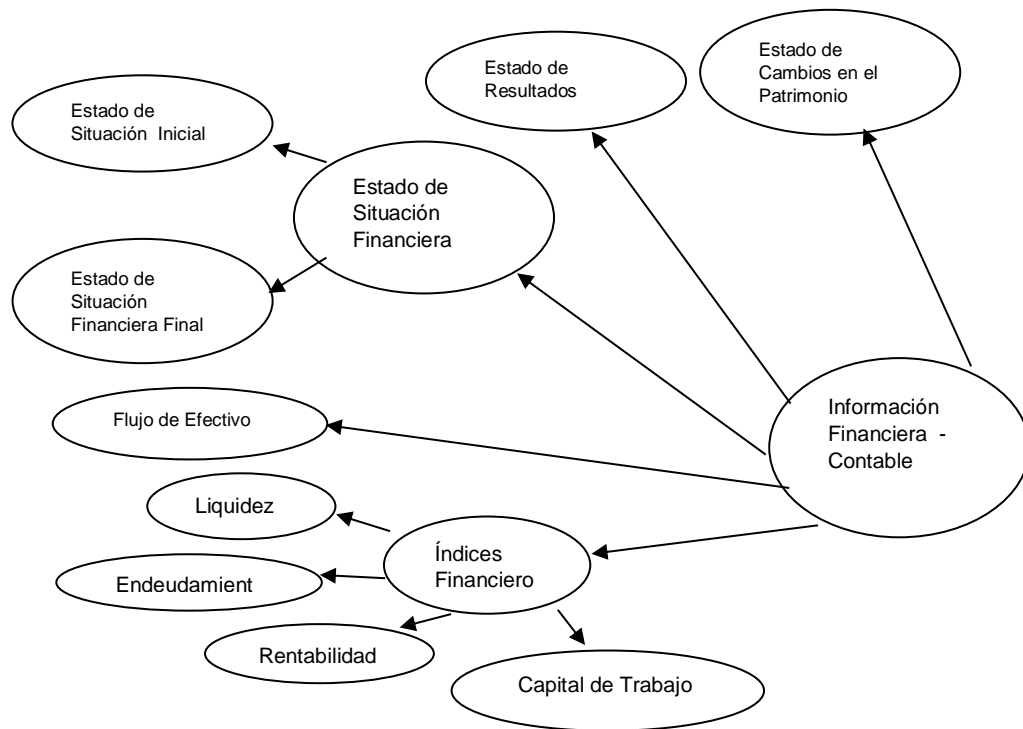 Estado de
Cambios en el
Patrimonio
Estado de
Resultados
Estado de
Situación Inicial
Estado de
Situación
Financiera
Estado de
Situación
Financiera Final
Información
Financiera -
Contable
Flujo de Efectivo
Liquidez
Índices
Financiero
Endeudamient
Rentabilidad
Capital de Trabajo